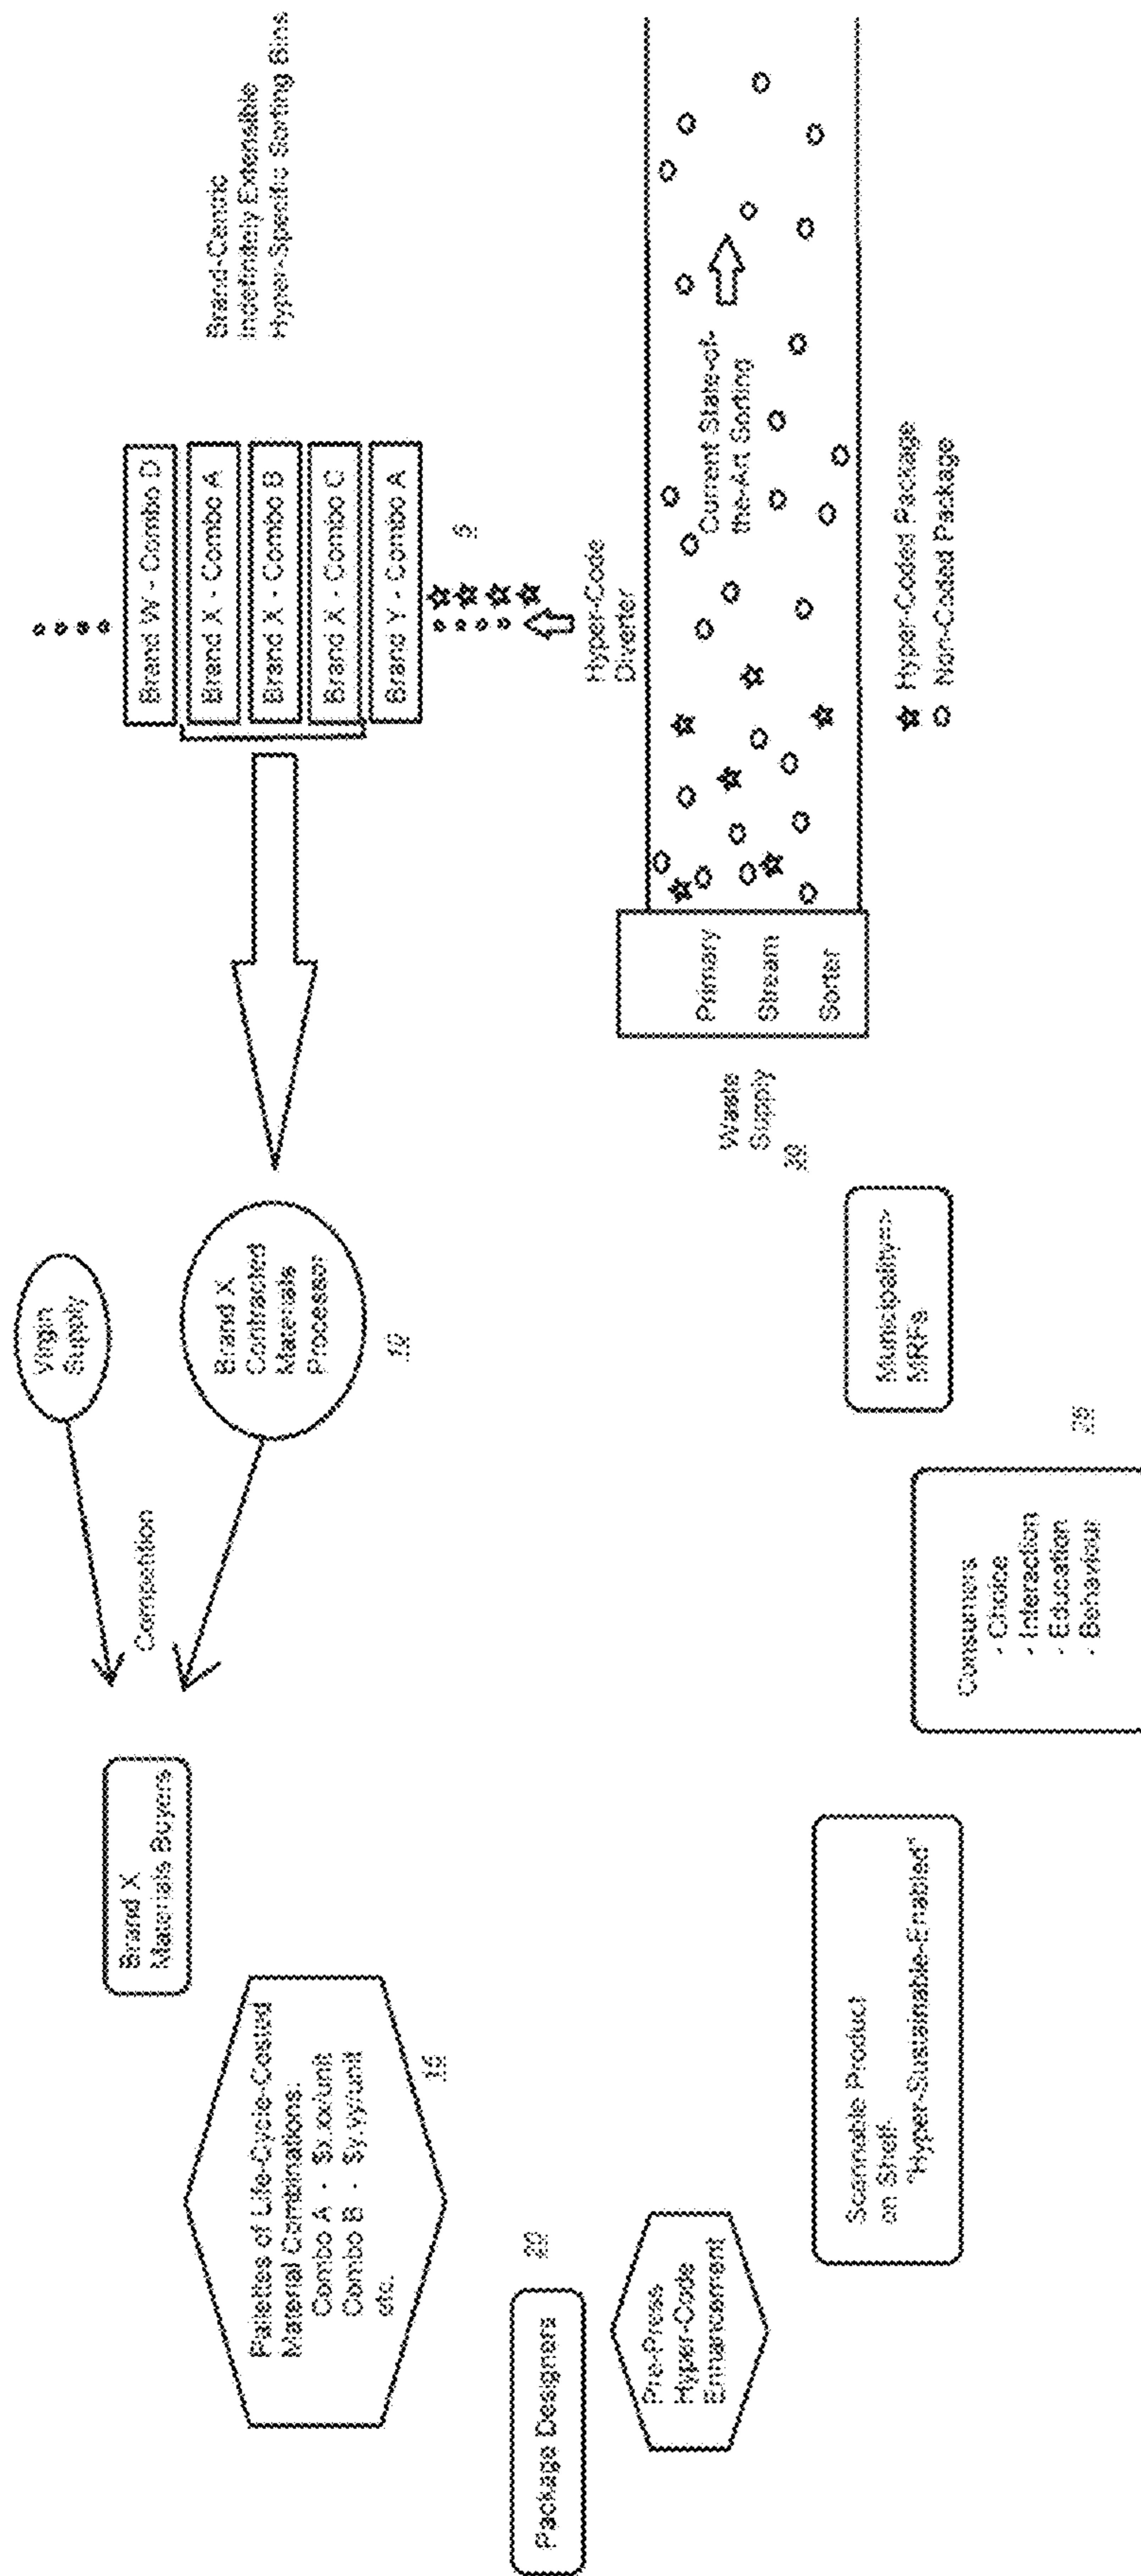 Virgin
Supply
Brand X
Contracted
Materials
Processor
10
Competition
Brand X
Materials Buyers
Palettes of Life-Cycle-Costed
Material Combinations:
Combo A - $x.xx/unit
Combo B - $y.yy/unit
etc.
Package Designers
20
Pre-Press
Hyper-Code
Enhancement
Scannable Product
on Shelf:
"Hyper-Sustainable-Enabled"
Consumers
- Choice
- Interaction
- Education
- Behaviour
Municipality=>
MRFs
Waste
Supply
Primary
Stream
Sorter
Current State-of-
the-Art Sorting
Hyper-Coded Package
Non-Coded Package
Hyper-Code
Diverter
5
Brand W - Combo D
Brand X - Combo A
Brand X - Combo B
Brand X - Combo C
Brand Y - Combo A
Brand-Centric
Indefinitely Extensible
Hyper-Specific Sorting Bins